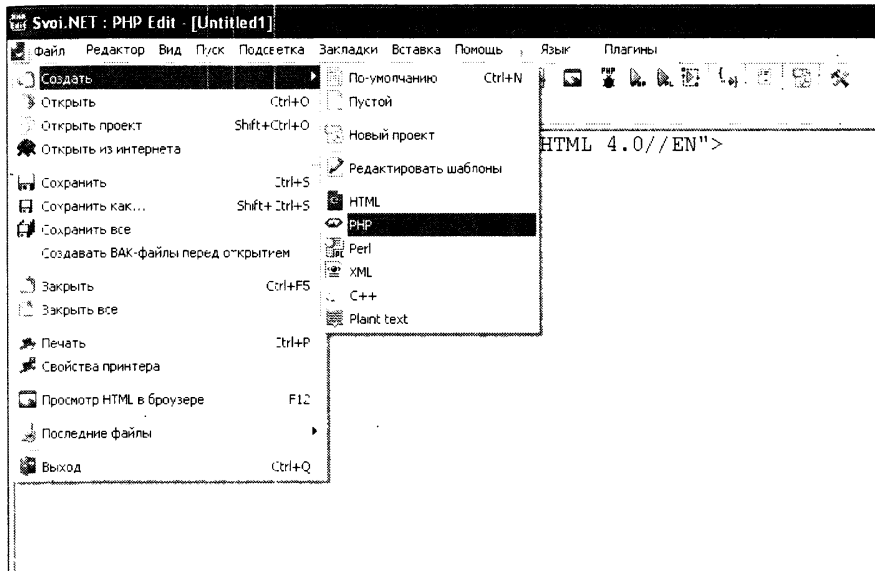 Svoi.NET : PHP Edit - [Untitled1]
Файл Редактор Вид Пуск Подсветка Закладки Вставка Помощь Язык Плагины
Создать
Открыть Ctrl+O
Открыть проект Shift+Ctrl+O
Открыть из интернета
Сохранить Ctrl+S
Сохранить как... Shift+Ctrl+S
Сохранить все
Создавать BAK-файлы перед открытием
Закрыть Ctrl+F5
Закрыть все
Печать Ctrl+P
Свойства принтера
Просмотр HTML в броузере F12
Последние файлы
Выход Ctrl+Q
По-умолчанию Ctrl+N
Пустой
Новый проект
Редактировать шаблоны
HTML
PHP
Perl
XML
C++
Plaint text
HTML 4.0//EN">